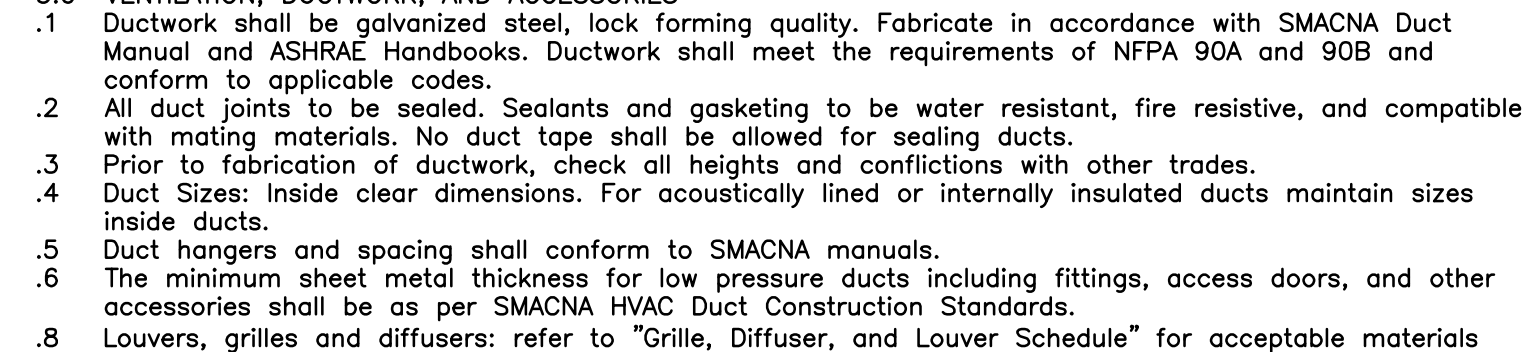 VENTILATION, DUCTWORK, AND ACCESSORIES
.1 Ductwork shall be galvanized steel, lock forming quality. Fabricate in accordance with SMACNA Duct
Manual and ASHRAE Handbooks. Ductwork shall meet the requirements of NFPA 90A and 90B and
conform to applicable codes.
.2 All duct joints to be sealed. Sealants and gasketing to be water resistant, fire resistive, and compatible
with mating materials. No duct tape shall be allowed for sealing ducts.
.3 Prior to fabrication of ductwork, check all heights and conflictions with other trades.
.4 Duct Sizes: Inside clear dimensions. For acoustically lined or internally insulated ducts maintain sizes
inside ducts.
.5 Duct hangers and spacing shall conform to SMACNA manuals.
.6 The minimum sheet metal thickness for low pressure ducts including fittings, access doors, and other
accessories shall be as per SMACNA HVAC Duct Construction Standards.
.8 Louvers, grilles and diffusers: refer to "Grille, Diffuser, and Louver Schedule" for acceptable materials